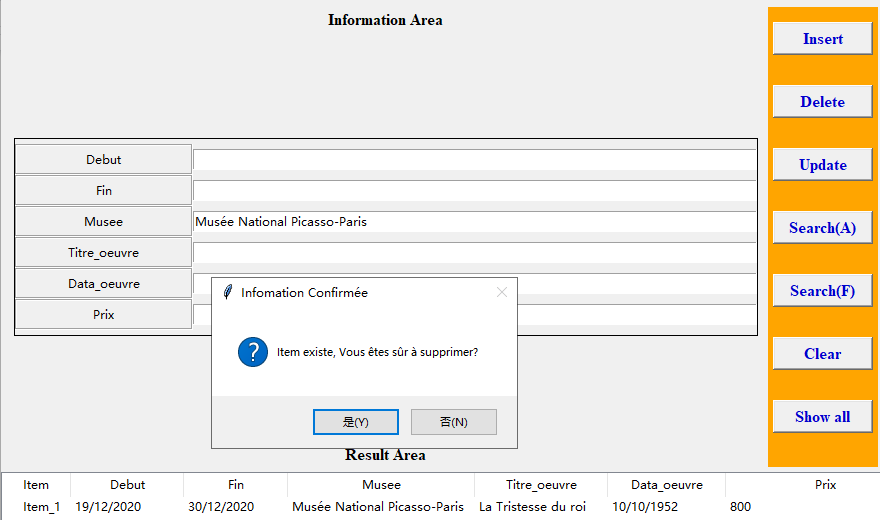 Information Area
Insert
Delete
Debut
Update
Fin
Musee Musée National Picasso-Paris
Search(A)
Titre_oeuvre
Data_oeuvre
Search(F)
Infomation Confirmée
Prix
Item existe, Vous êtes sûr à supprimer?
Clear
是(Y) 否(N)
Show all
Result Area
Item Debut Fin Musee Titre_oeuvre Data_oeuvre Prix
Item_1 19/12/2020 30/12/2020 Musée National Picasso-Paris La Tristesse du roi 10/10/1952 800